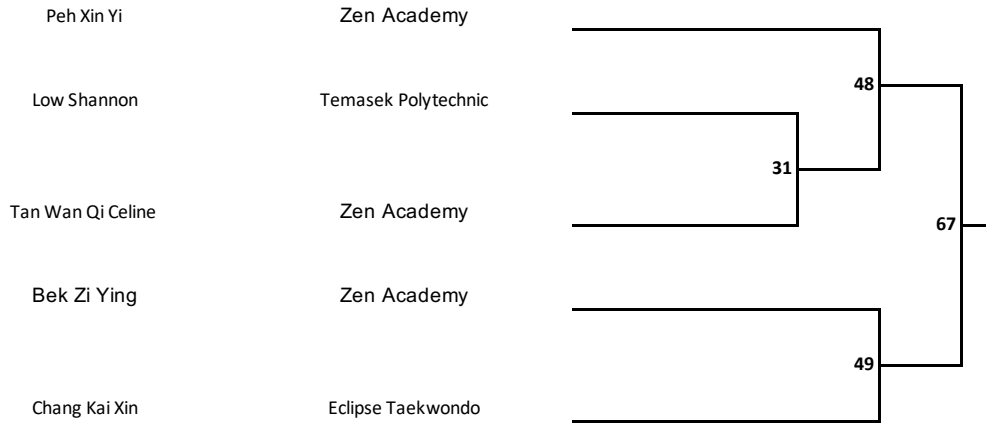 Peh Xin Yi Zen Academy
48
Low Shannon Temasek Polytechnic
31
Tan Wan Qi Celine Zen Academy
67
Bek Zi Ying Zen Academy
49
Chang Kai Xin Eclipse Taekwondo